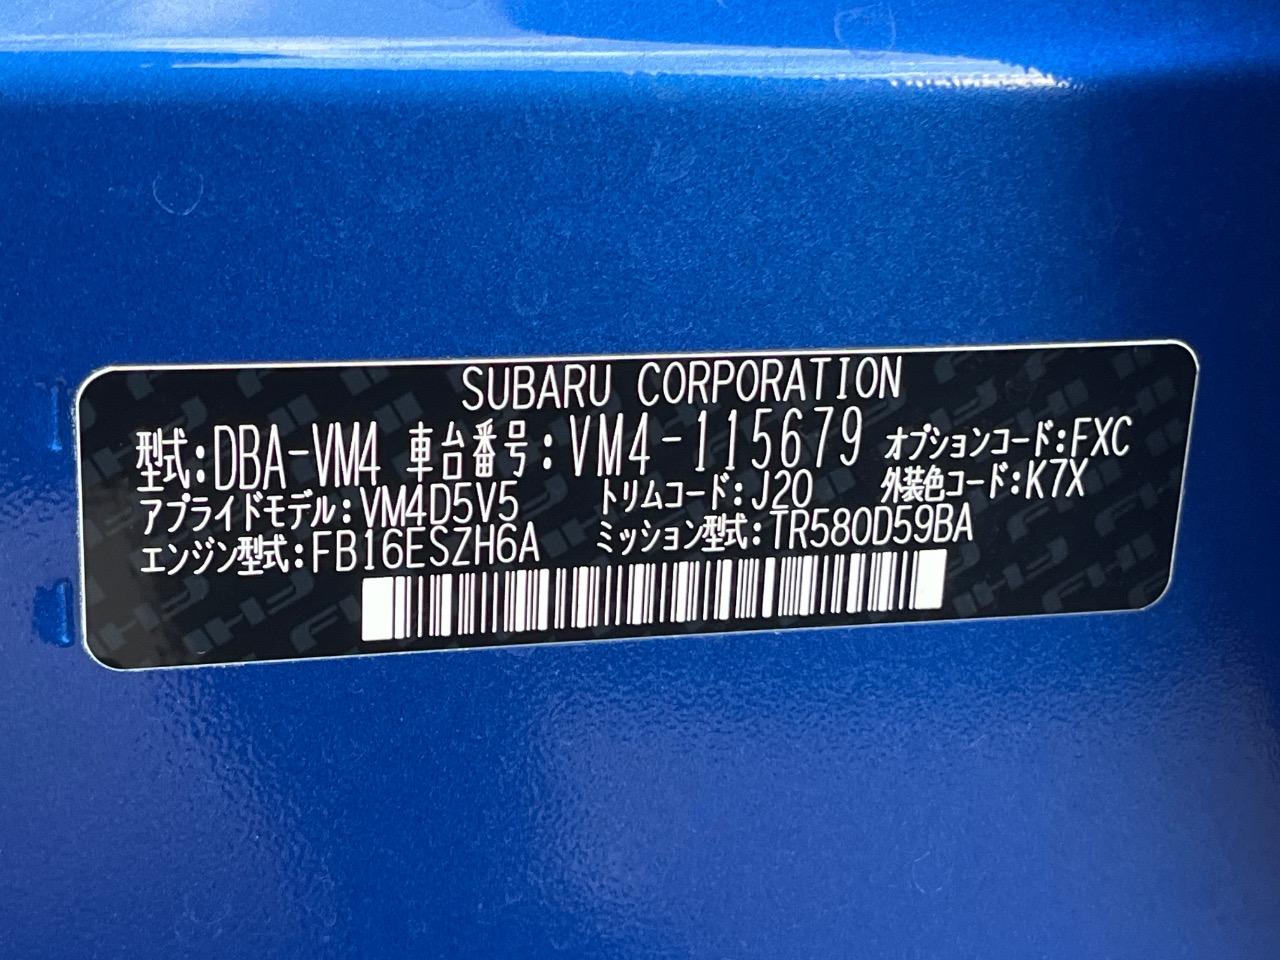 SUBARU CORPORATION
型式:DBA-VM4 車台番号:VM4-115679 オプションコード:FXC
アプライドモデル:VM4D5V5 トリムコード:J20 外装色コード:K7X
エンジン型式:FB16ESZH6A ミッション型式:TR580D59BA